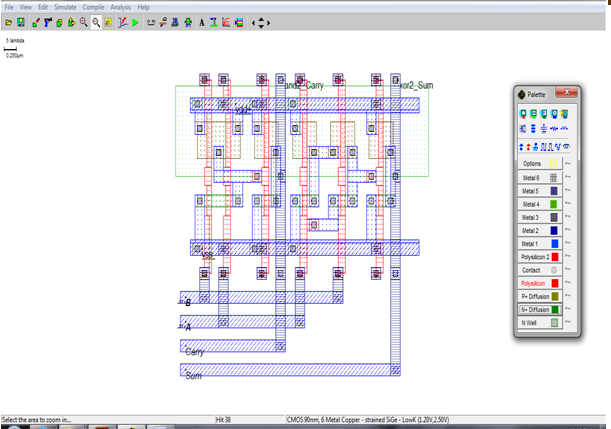 File View Edit Simulate Compile Analysis Help
5 lambda
0.250µm
and2_Carry xor2_Sum
Vdd+
Vss-
B
A
Carry
Sum
Palette
Options
Metal 6
Metal 5
Metal 4
Metal 3
Metal 2
Metal 1
Polysilicon 2
Contact
Polysilicon
P+ Diffusion
N+ Diffusion
N Well
Select the area to zoom in... Hit 38 CMOS 90nm, 6 Metal Copper - strained SiGe - LowK (1.20V,2.50V)